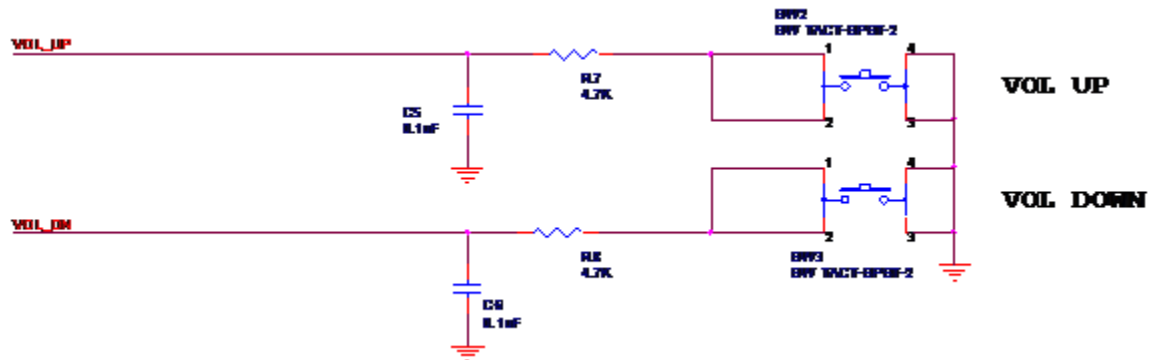 SW2
SW TACT-SPST-2
VOL_UP
1
4
R7
4.7K
VOL UP
C5
0.1uF
2
3
1
4
VOL DOWN
VOL_DN
2
3
R8
4.7K
SW3
SW TACT-SPST-2
C6
0.1uF